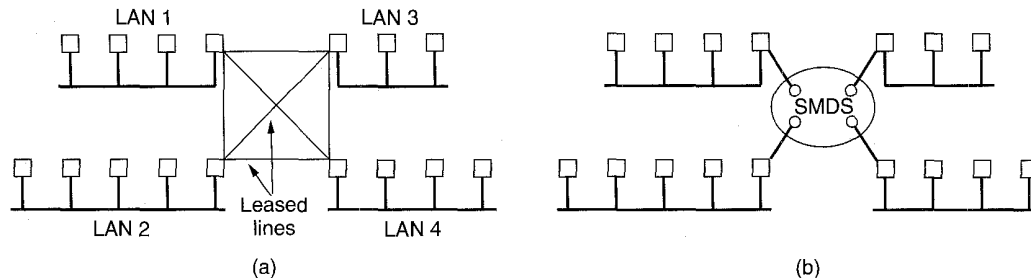 LAN 1
LAN 3
SMDS
LAN 2
Leased
lines
LAN 4
(a)
(b)